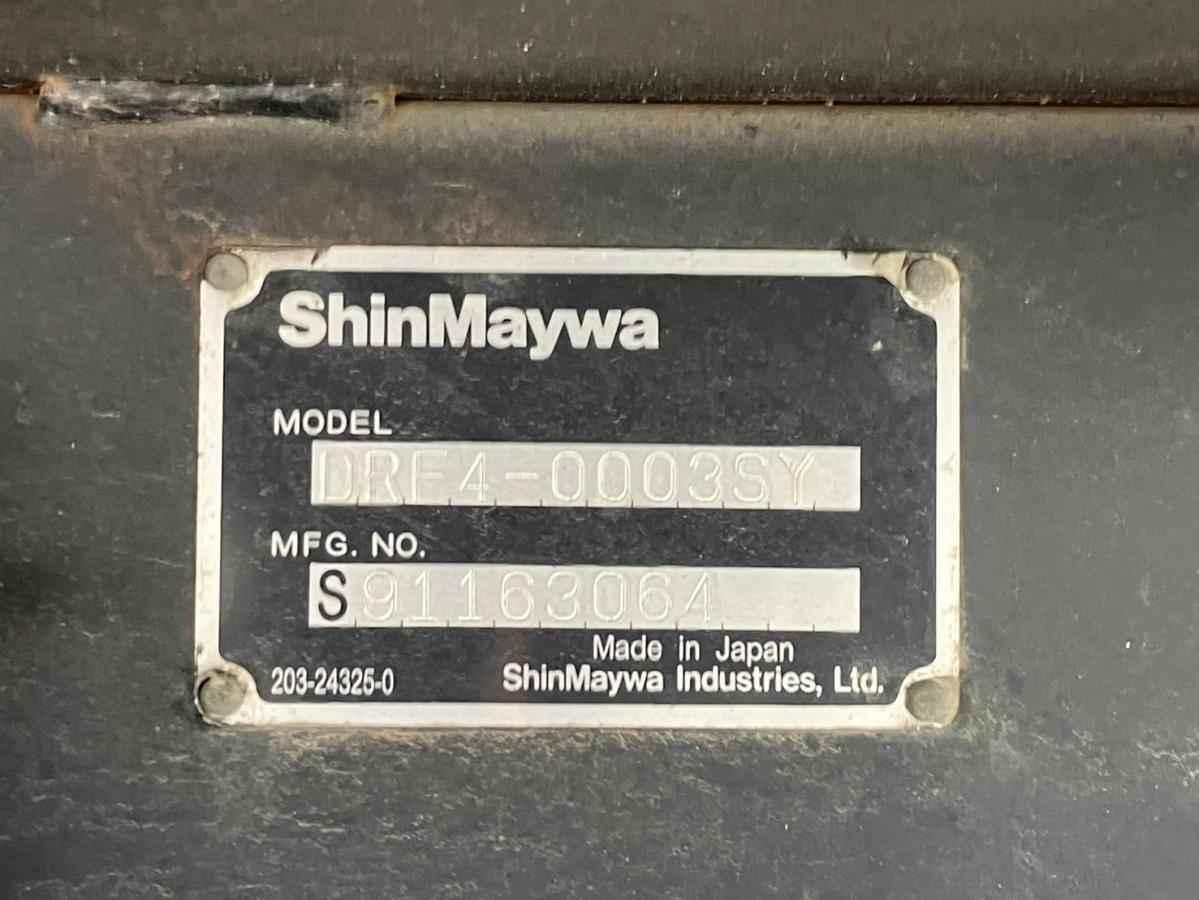 ShinMaywa
MODEL
DRF4-0003SY
MFG. NO.
S91163064
Made in Japan
203-24325-0 ShinMaywa Industries, Ltd.